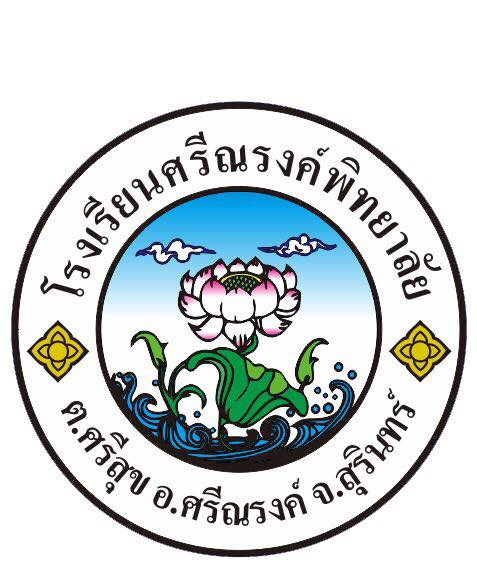 โรงเรียนศรีณรงค์พิทยาลัย
ต.ศรีสุข อ.ศรีณรงค์ จ.สุรินทร์